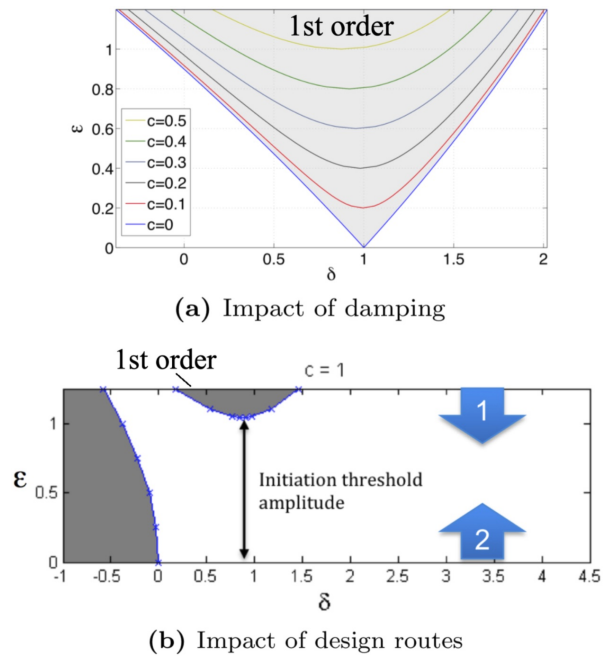 1st order
1
0.8
0.6
0.4
0.2
0
ε
c=0.5
c=0.4
c=0.3
c=0.2
c=0.1
c=0
0
0.5
1
1.5
2
δ
(a) Impact of damping
1st order
c = 1
1
0.5
0
ε
Initiation threshold
amplitude
1
2
-1
-0.5
0
0.5
1
1.5
2
2.5
3
3.5
4
4.5
δ
(b) Impact of design routes